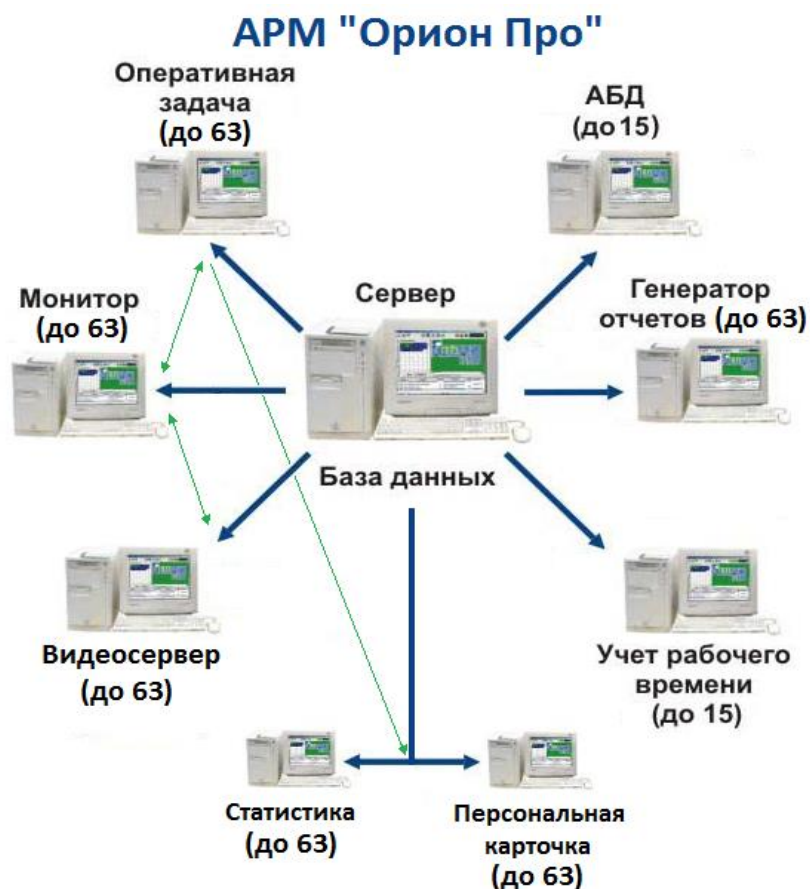 АРМ "Орион Про"
Оперативная
задача
(до 63)
АБД
(до 15)
Монитор
(до 63)
Сервер
Генератор
отчетов (до 63)
База данных
Видеосервер
(до 63)
Учет рабочего
времени
(до 15)
Статистика
(до 63)
Персональная
карточка
(до 63)